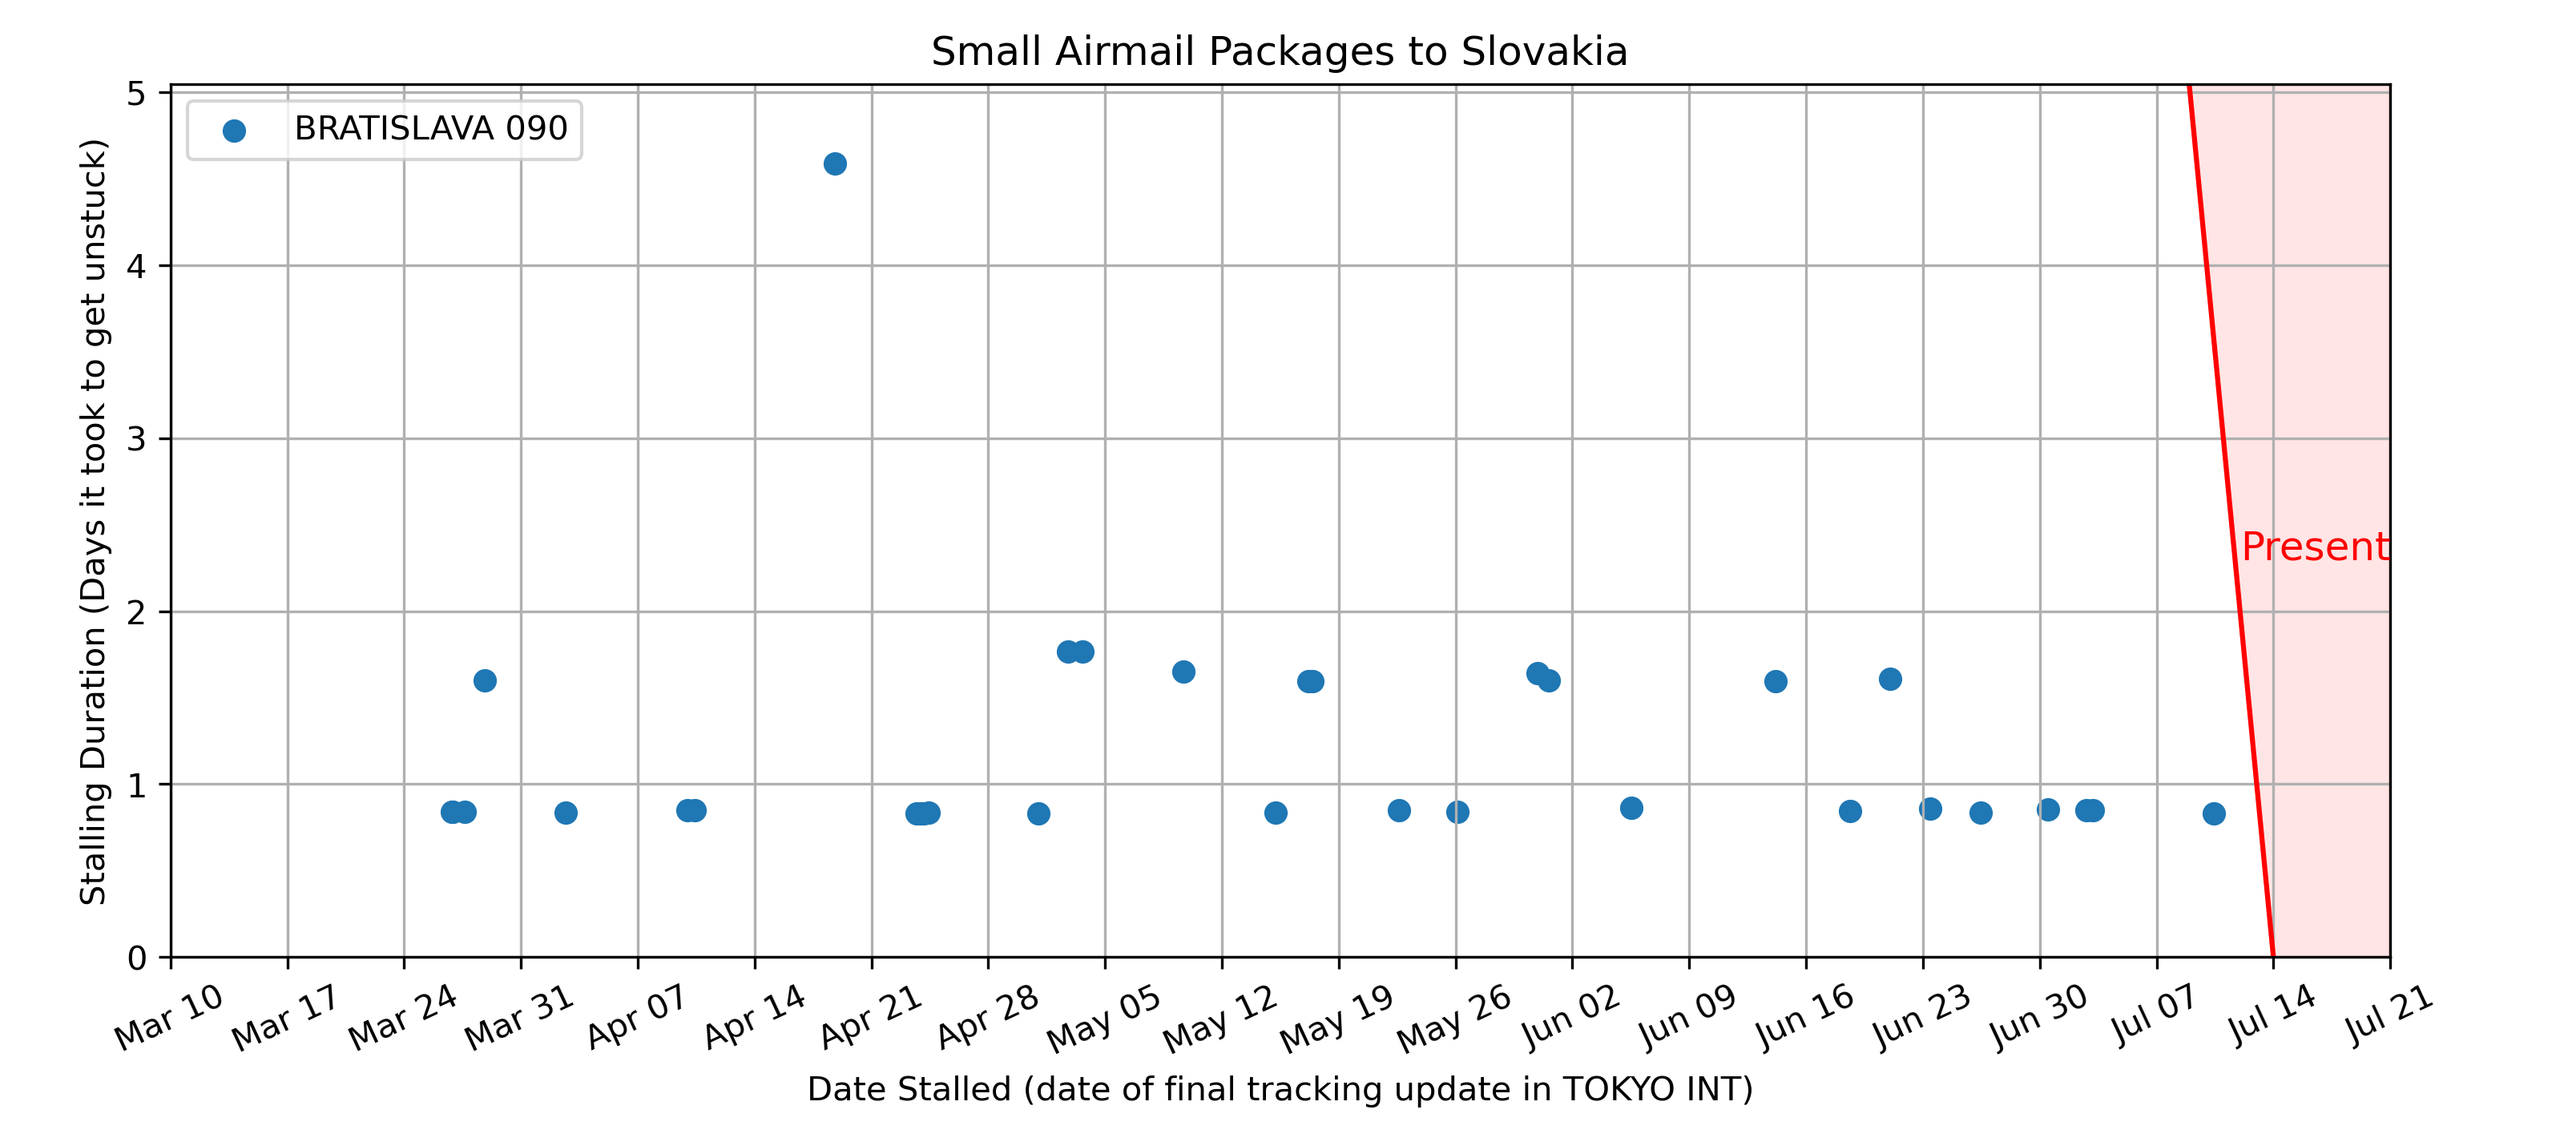 Small Airmail Packages to Slovakia
BRATISLAVA 090
Stalling Duration (Days it took to get unstuck)
5
4
3
2
1
0
Present
Mar 10
Mar 17
Mar 24
Mar 31
Apr 07
Apr 14
Apr 21
Apr 28
May 05
May 12
May 19
May 26
Jun 02
Jun 09
Jun 16
Jun 23
Jun 30
Jul 07
Jul 14
Jul 21
Date Stalled (date of final tracking update in TOKYO INT)